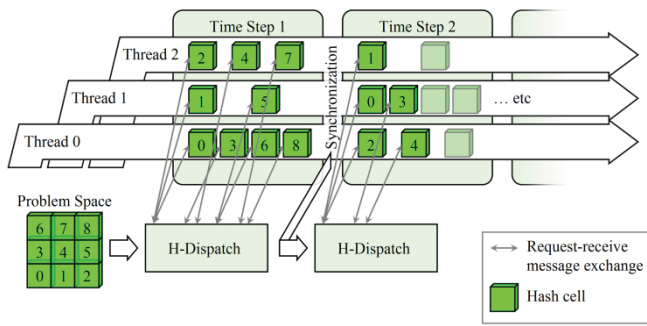 Time Step 1
Time Step 2
Thread 2
2
4
7
1
Thread 1
1
5
0
3
... etc
Thread 0
0
3
6
8
2
4
Synchronization
Problem Space
6 7 8
3 4 5
0 1 2
H-Dispatch
H-Dispatch
Request-receive
message exchange
Hash cell